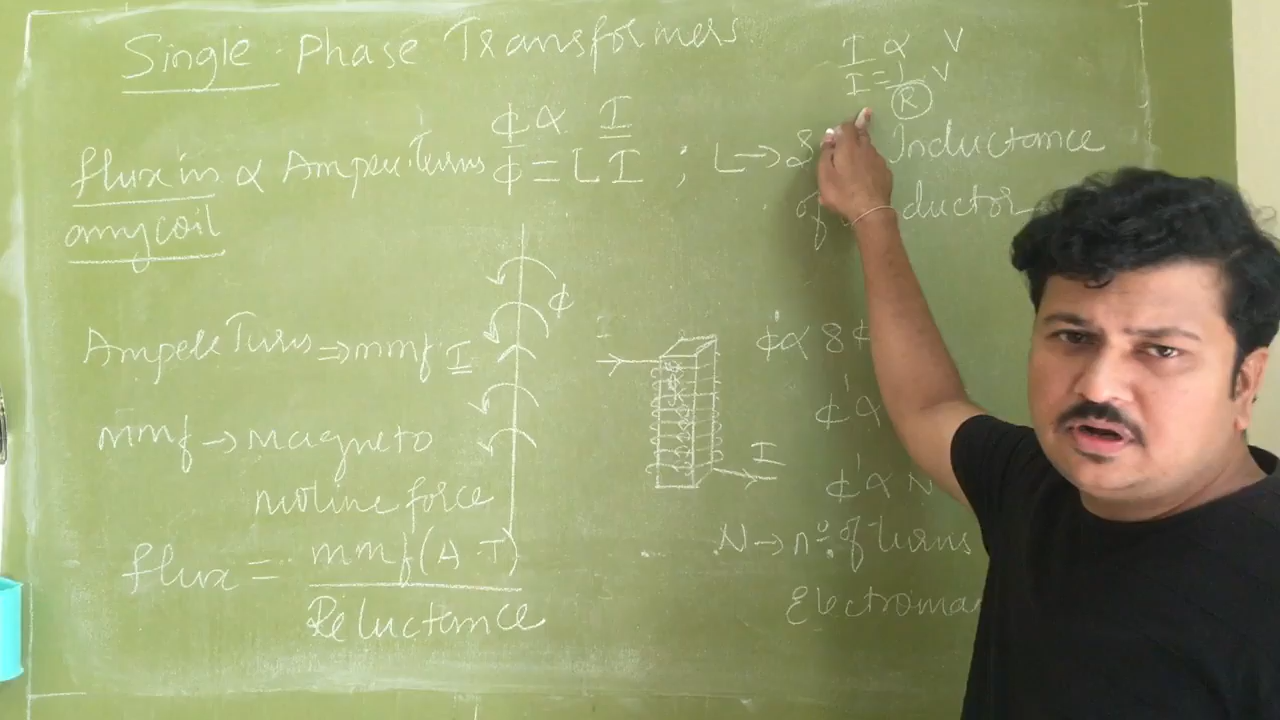 Single Phase Transformers
I α V
I = 1 V
R
¢ α I
flux in α Ampere Turns ¢ = L I ; L → Inductance
any coil
of ductor
¢
Ampere Turns ⇒ mmf I
I
¢ α
¢ α
mmf → Magneto
motive force
I
¢ α N
N → nº of Turns
flux = mmf (A.T)
Reluctance
Electroma